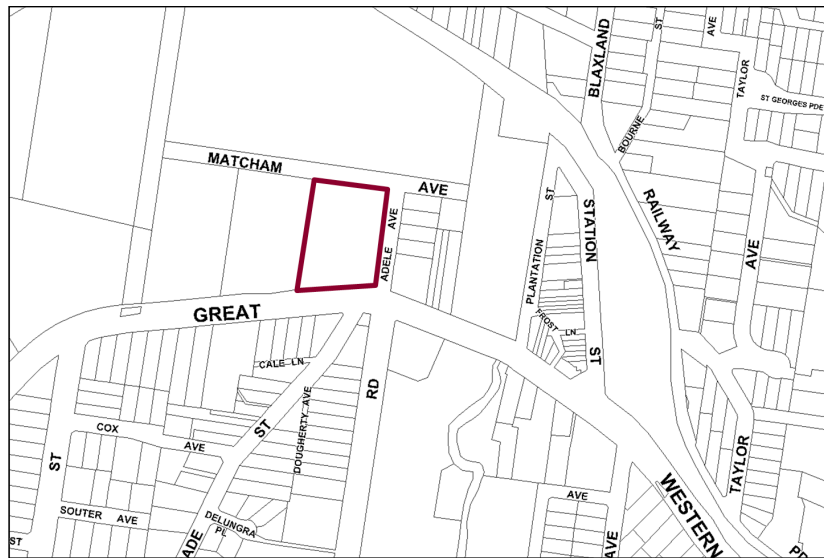 BLAXLAND
ST
AVE
TAYLOR
ST GEORGES PDE
BOURNE
MATCHAM
AVE
ST
STATION
RAILWAY
AVE
ADELE
AVE
PLANTATION
GREAT
FROST LN
ST
CALE LN
RD
DOUGHERTY AVE
COX
AVE
ST
ST
TAYLOR
WESTERN
AVE
AVE
SOUTER AVE
DELUNGRA
PL
ST
ADE
PD